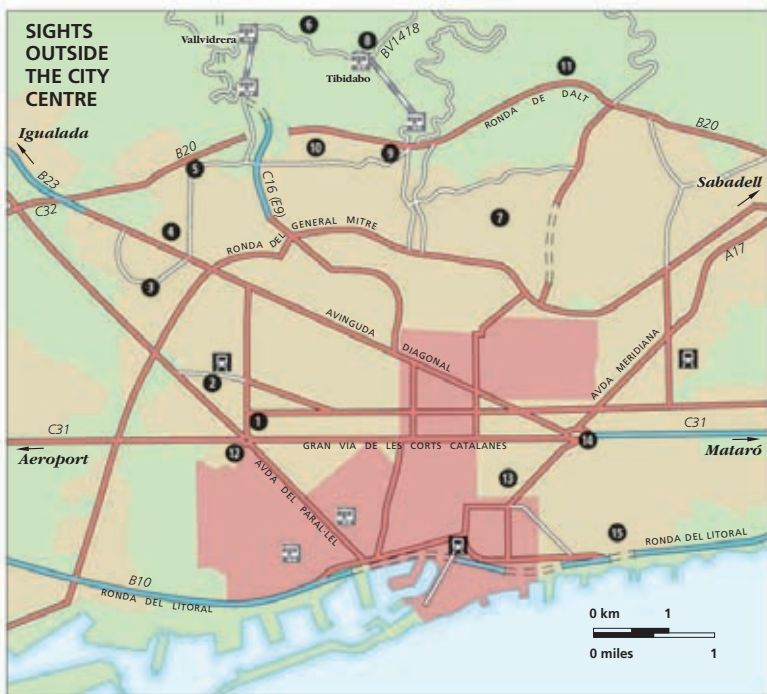 SIGHTS
OUTSIDE
THE CITY
CENTRE
Vallvidrera
6
8
BV1418
Tibidabo
11
RONDA DE DALT
Igualada
B20
10
9
B20
5
B23
C32
C16 (E9)
Sabadell
4
7
RONDA DEL GENERAL MITRE
A17
3
AVINGUDA DIAGONAL
AVDA MERIDIANA
2
1
C31
C31
12
GRAN VIA DE LES CORTS CATALANES
14
Aeroport
Mataró
AVDA DEL PARAL·LEL
13
15
RONDA DEL LITORAL
B10
RONDA DEL LITORAL
0 km 1
0 miles 1